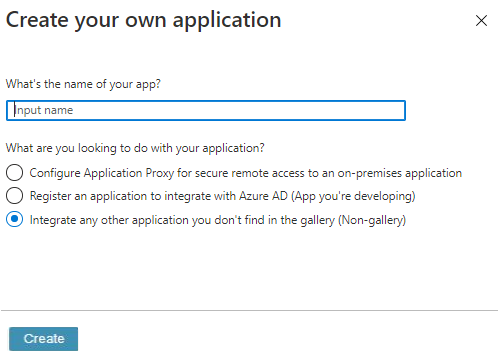 Create your own application
What's the name of your app?
Input name
What are you looking to do with your application?
Configure Application Proxy for secure remote access to an on-premises application
Register an application to integrate with Azure AD (App you're developing)
Integrate any other application you don't find in the gallery (Non-gallery)
Create